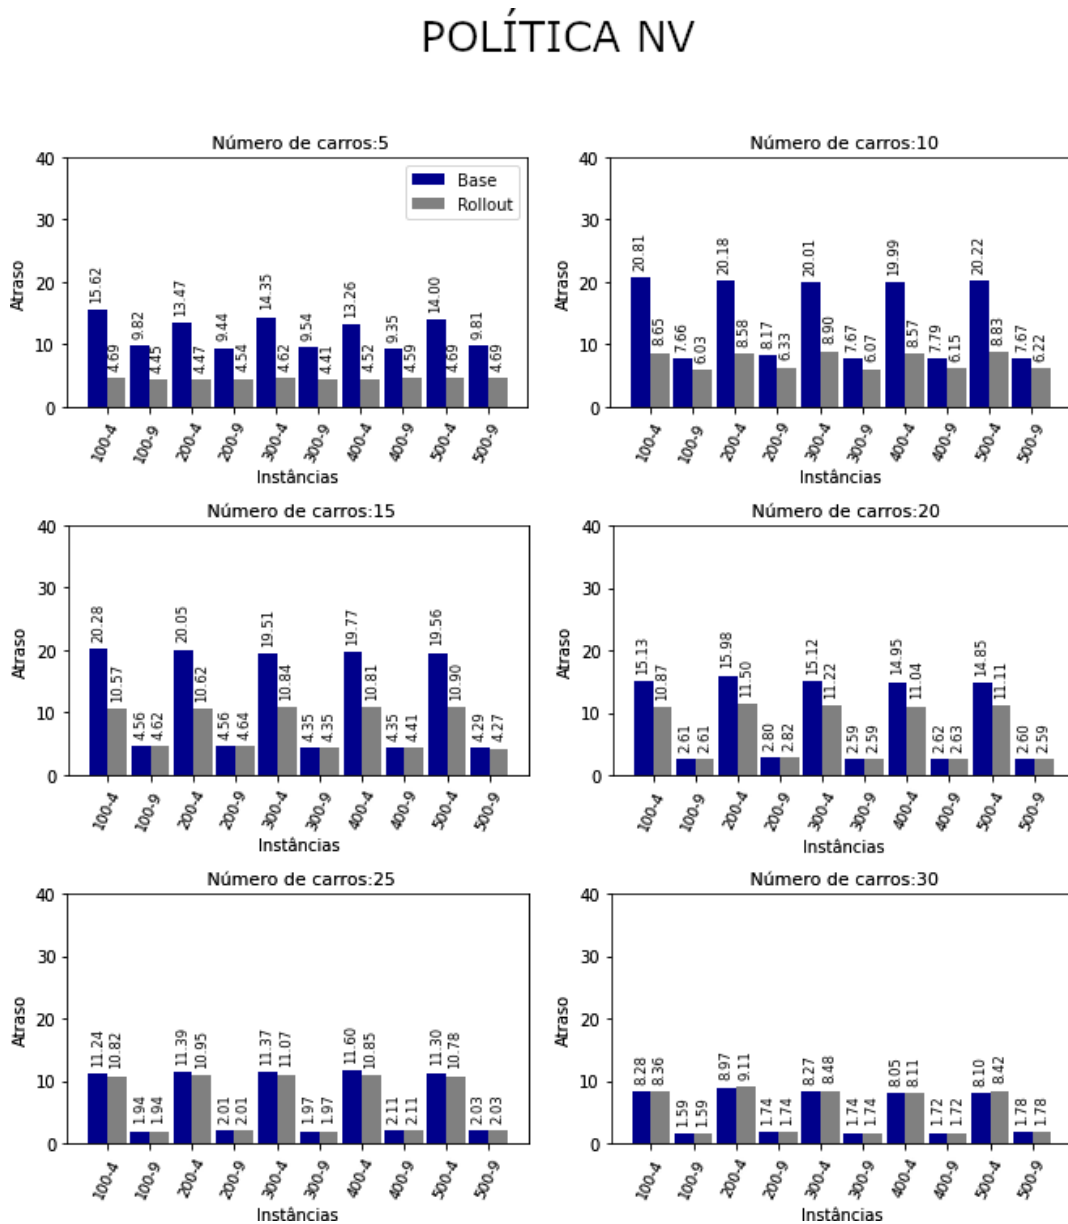 POLÍTICA NV
Número de carros:5
Atraso
40
30
20
10
0
Base
Rollout
15.62 4.69 9.82 4.45 13.47 4.47 9.44 4.54 14.35 4.62 9.54 4.41 13.26 4.52 9.35 4.59 14.00 4.69 9.81 4.69
100-4 100-9 200-4 200-9 300-4 300-9 400-4 400-9 500-4 500-9
Instâncias
Número de carros:10
Atraso
40
30
20
10
0
20.81 8.65 7.66 6.03 20.18 8.58 8.17 6.33 20.01 8.90 7.67 6.07 19.99 8.57 7.79 6.15 20.22 8.83 7.67 6.22
100-4 100-9 200-4 200-9 300-4 300-9 400-4 400-9 500-4 500-9
Instâncias
Número de carros:15
Atraso
40
30
20
10
0
20.28 10.57 4.56 4.62 20.05 10.62 4.56 4.64 19.51 10.84 4.35 4.35 19.77 10.81 4.35 4.41 19.56 10.90 4.29 4.27
100-4 100-9 200-4 200-9 300-4 300-9 400-4 400-9 500-4 500-9
Instâncias
Número de carros:20
Atraso
40
30
20
10
0
15.13 10.87 2.61 2.61 15.98 11.50 2.80 2.82 15.12 11.22 2.59 2.59 14.95 11.04 2.62 2.63 14.85 11.11 2.60 2.59
100-4 100-9 200-4 200-9 300-4 300-9 400-4 400-9 500-4 500-9
Instâncias
Número de carros:25
Atraso
40
30
20
10
0
11.24 10.82 1.94 1.94 11.39 10.95 2.01 2.01 11.37 11.07 1.97 1.97 11.60 10.85 2.11 2.11 11.30 10.78 2.03 2.03
100-4 100-9 200-4 200-9 300-4 300-9 400-4 400-9 500-4 500-9
Instâncias
Número de carros:30
Atraso
40
30
20
10
0
8.28 8.36 1.59 1.59 8.97 9.11 1.74 1.74 8.27 8.48 1.74 1.74 8.05 8.11 1.72 1.72 8.10 8.42 1.78 1.78
100-4 100-9 200-4 200-9 300-4 300-9 400-4 400-9 500-4 500-9
Instâncias